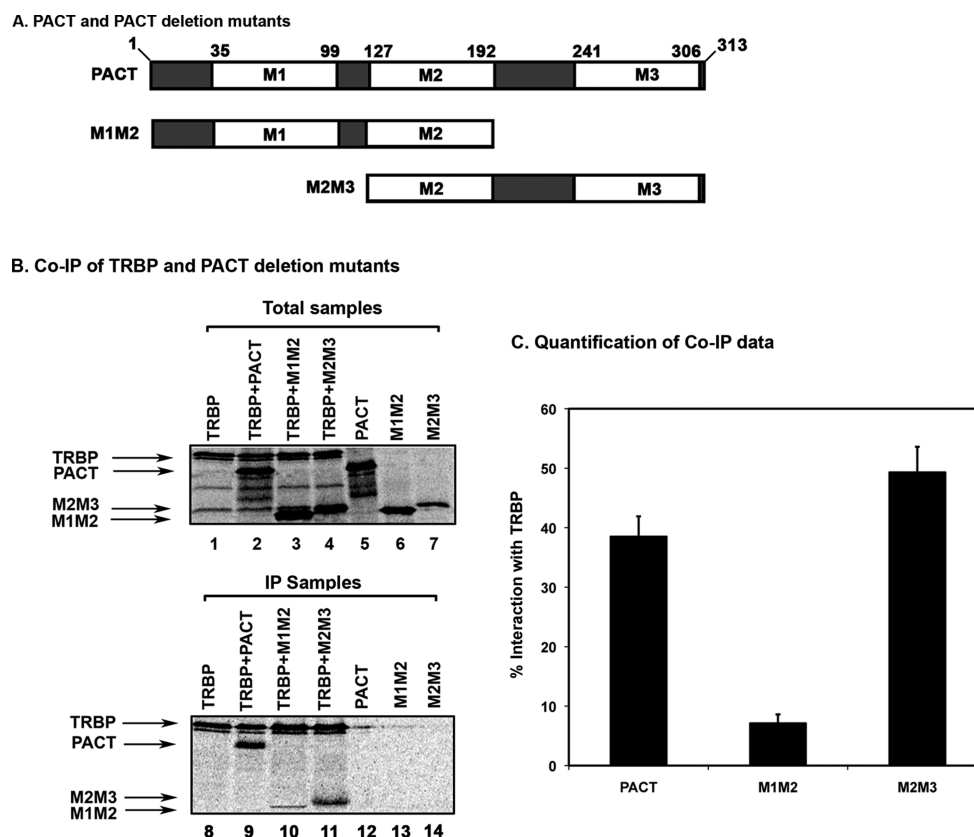 A. PACT and PACT deletion mutants
1 35 99 127 192 241 306 313
PACT M1 M2 M3
M1M2 M1 M2
M2M3 M2 M3
B. Co-IP of TRBP and PACT deletion mutants
Total samples
TRBP TRBP+PACT TRBP+M1M2 TRBP+M2M3 PACT M1M2 M2M3
TRBP
PACT
M2M3
M1M2
1 2 3 4 5 6 7
IP Samples
TRBP TRBP+PACT TRBP+M1M2 TRBP+M2M3 PACT M1M2 M2M3
TRBP
PACT
M2M3
M1M2
8 9 10 11 12 13 14
C. Quantification of Co-IP data
% Interaction with TRBP
60
50
40
30
20
10
0
PACT M1M2 M2M3